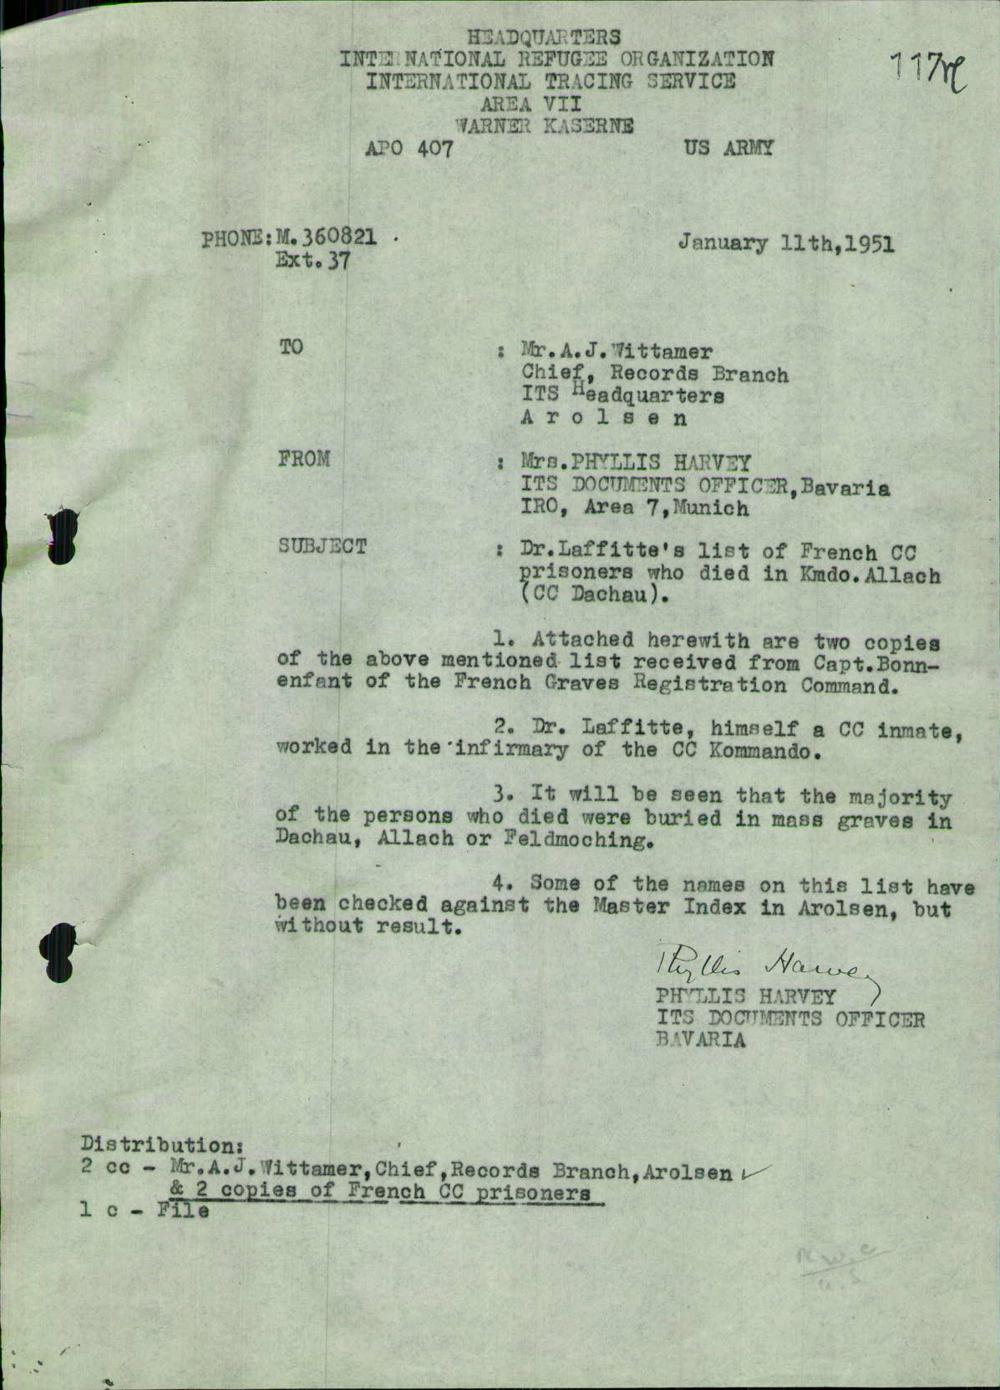 HEADQUARTERS
INTERNATIONAL REFUGEE ORGANIZATION
INTERNATIONAL TRACING SERVICE
AREA VII
WARNER KASERNE
APO 407 US ARMY
PHONE:M.360821
Ext.37
January 11th,1951
TO : Mr.A.J.Wittamer
Chief, Records Branch
ITS Headquarters
A r o l s e n
FROM : Mrs.PHYLLIS HARVEY
ITS DOCUMENTS OFFICER,Bavaria
IRO, Area 7,Munich
SUBJECT : Dr.Laffitte's list of French CC
prisoners who died in Kmdo.Allach
(CC Dachau).
1. Attached herewith are two copies
of the above mentioned list received from Capt.Bonn-
enfant of the French Graves Registration Command.
2. Dr. Laffitte, himself a CC inmate,
worked in the infirmary of the CC Kommando.
3. It will be seen that the majority
of the persons who died were buried in mass graves in
Dachau, Allach or Feldmoching.
4. Some of the names on this list have
been checked against the Master Index in Arolsen, but
without result.
Phyllis Harvey
PHYLLIS HARVEY
ITS DOCUMENTS OFFICER
BAVARIA
Distribution:
2 cc - Mr.A.J.Wittamer,Chief,Records Branch,Arolsen
& 2 copies of French CC prisoners
1 c - File